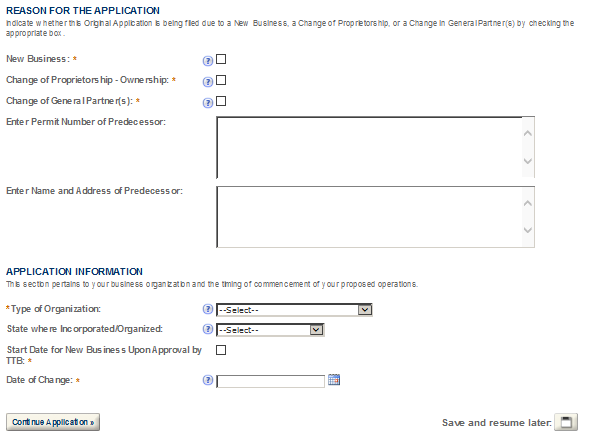 REASON FOR THE APPLICATION
Indicate whether this Original Application is being filed due to a New Business, a Change of Proprietorship, or a Change in General Partner(s) by checking the
appropriate box.
New Business: *
Change of Proprietorship - Ownership: *
Change of General Partner(s): *
Enter Permit Number of Predecessor:
Enter Name and Address of Predecessor:
APPLICATION INFORMATION
This section pertains to your business organization and the timing of commencement of your proposed operations.
*Type of Organization: --Select--
State where Incorporated/Organized: --Select--
Start Date for New Business Upon Approval by
TTB: *
Date of Change: *
Continue Application »
Save and resume later: